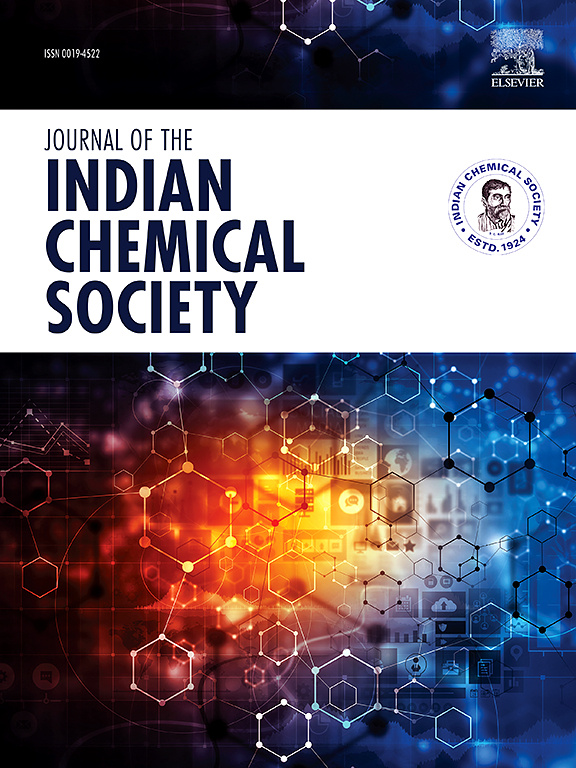 ISSN 0019-4522
ELSEVIER
JOURNAL OF THE
INDIAN
CHEMICAL
SOCIETY
INDIAN CHEMICAL SOCIETY
ESTD. 1924